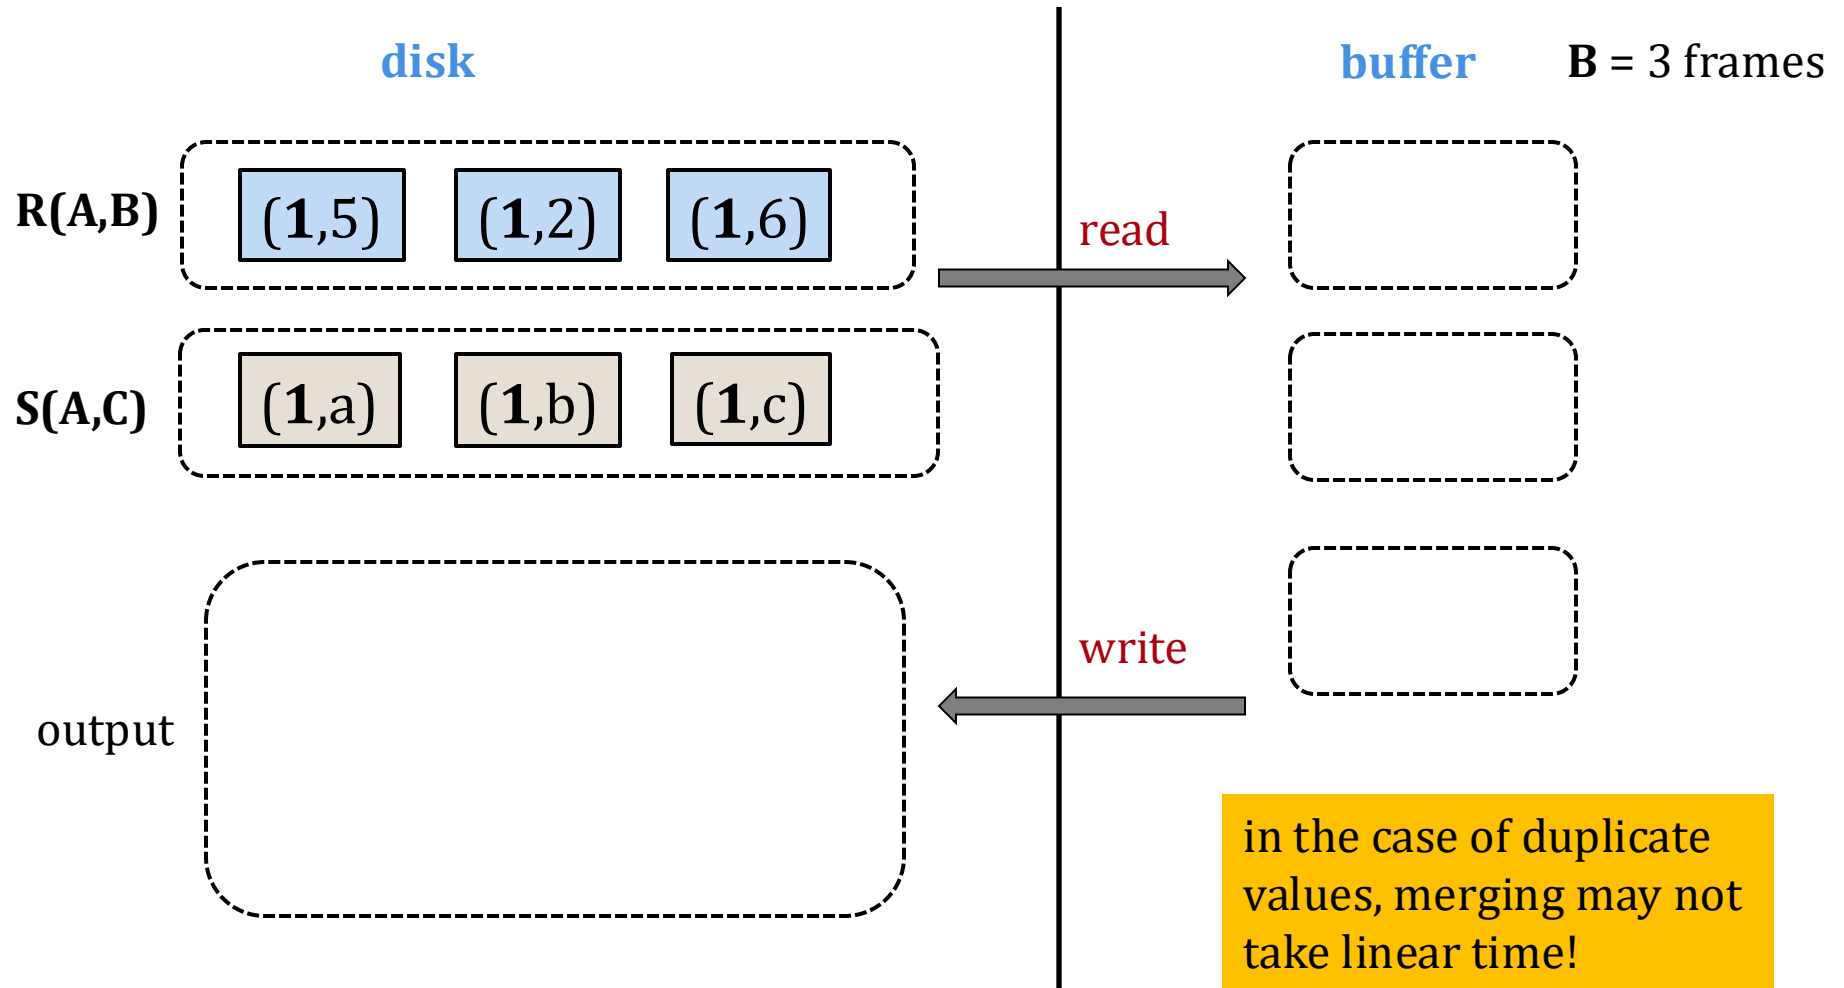 disk
buffer
B = 3 frames
R(A,B)
(1,5)
(1,2)
(1,6)
read
S(A,C)
(1,a)
(1,b)
(1,c)
write
output
in the case of duplicate
values, merging may not
take linear time!